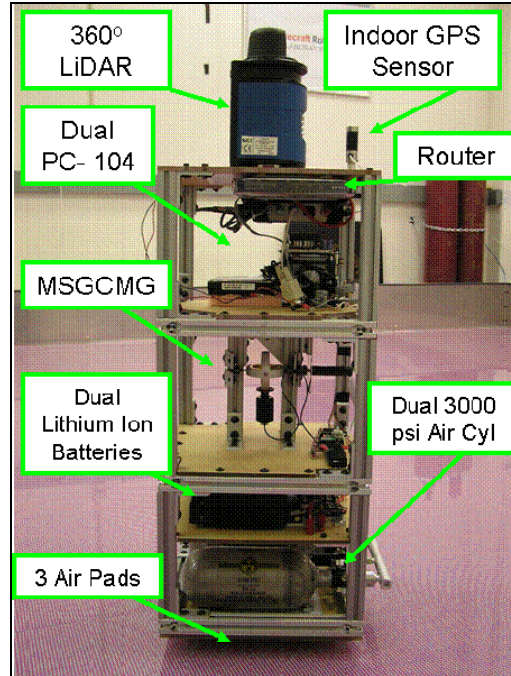 360° LiDAR
Indoor GPS Sensor
Dual PC- 104
Router
MSGCMG
Dual Lithium Ion Batteries
Dual 3000 psi Air Cyl
3 Air Pads